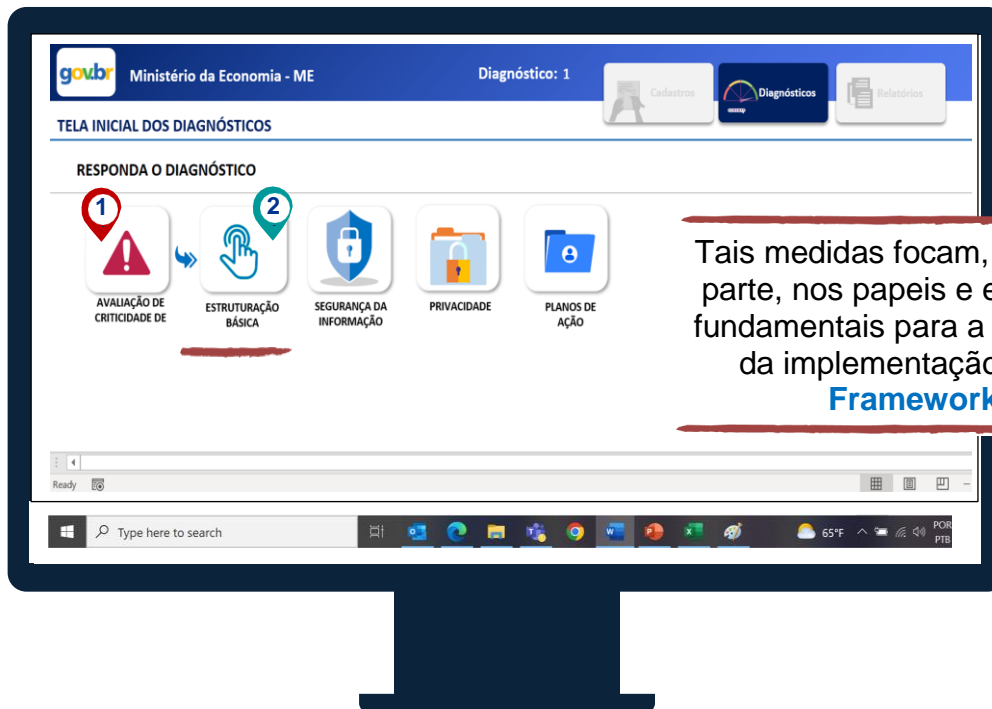 gov.br
Ministério da Economia - ME
Diagnóstico: 1
Cadastros
Diagnósticos
Relatórios
TELA INICIAL DOS DIAGNÓSTICOS
RESPONDA O DIAGNÓSTICO
1
2
AVALIAÇÃO DE
CRITICIDADE DE
ESTRUTURAÇÃO
BÁSICA
SEGURANÇA DA
INFORMAÇÃO
PRIVACIDADE
PLANOS DE
AÇÃO
Tais medidas focam,
parte, nos papeis e e
fundamentais para a
da implementação
Framework
Ready
Type here to search
65°F
POR
PTB